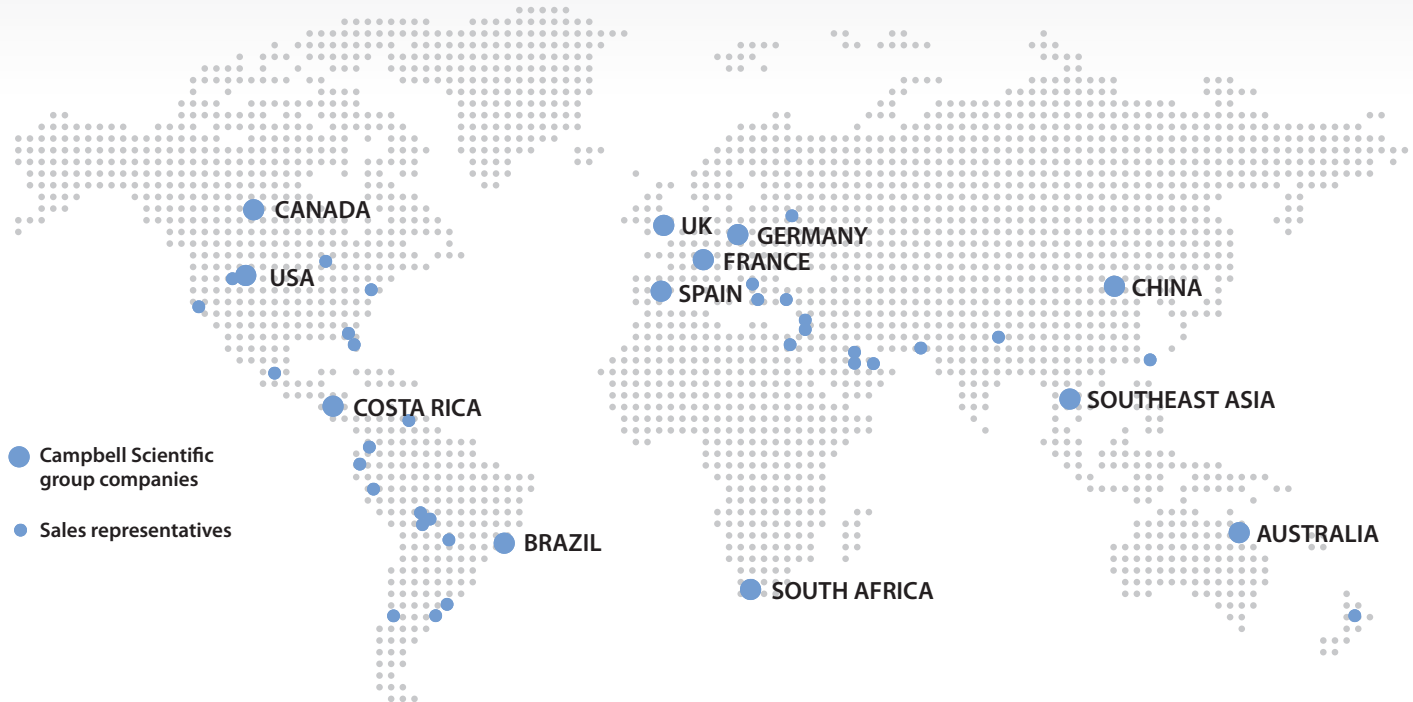 CANADA
UK
GERMANY
FRANCE
USA
SPAIN
CHINA
COSTA RICA
SOUTHEAST ASIA
Campbell Scientific
group companies
Sales representatives
BRAZIL
AUSTRALIA
SOUTH AFRICA